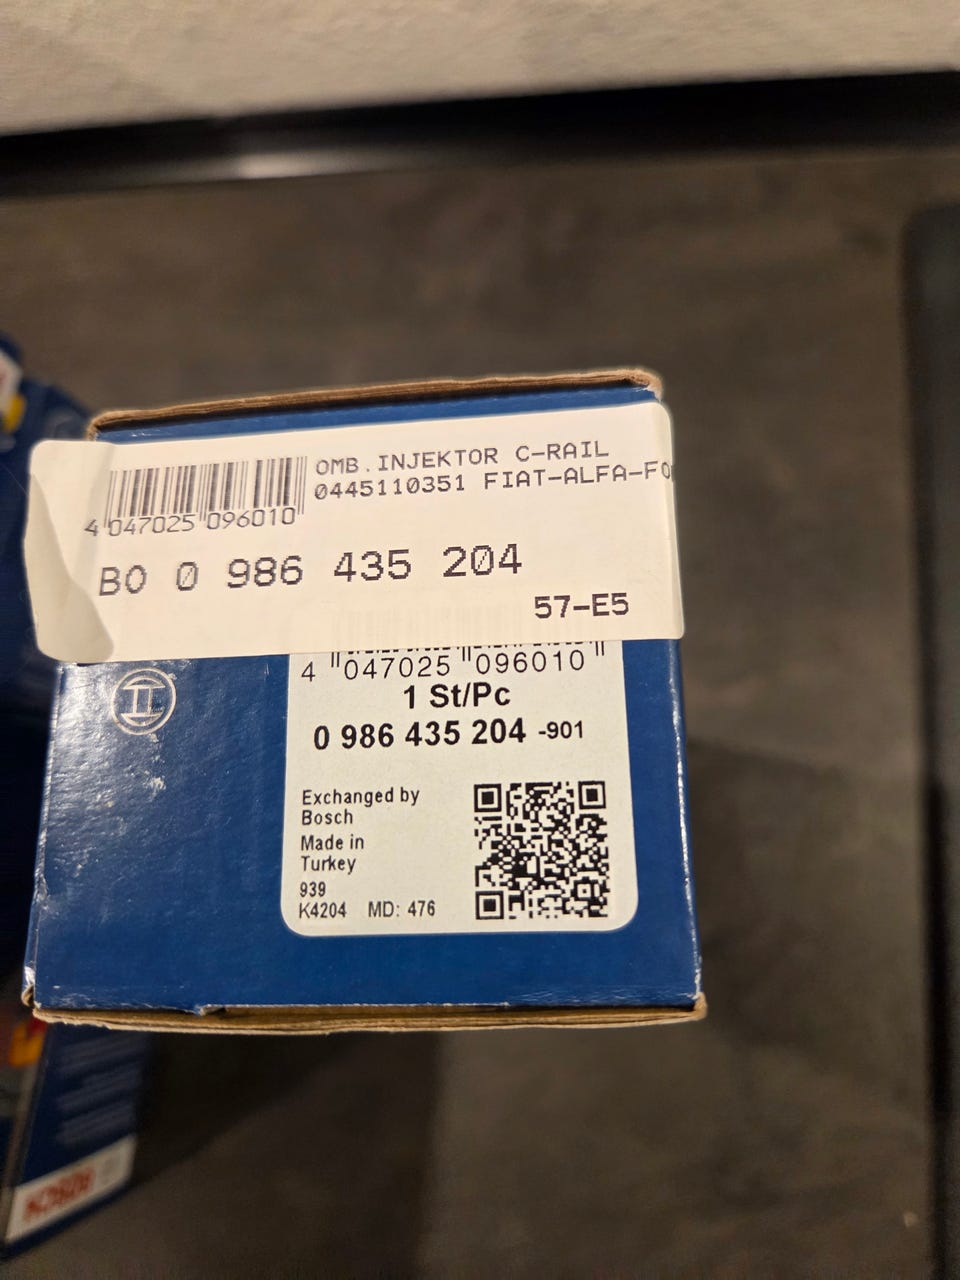 OMB.INJEKTOR C-RAIL
0445110351 FIAT-ALFA-FO
4 047025 096010
BO 0 986 435 204
57-E5
4 047025 096010
1 St/Pc
0 986 435 204 -901
Exchanged by
Bosch
Made in
Turkey
939
K4204 MD: 476
BOSCH